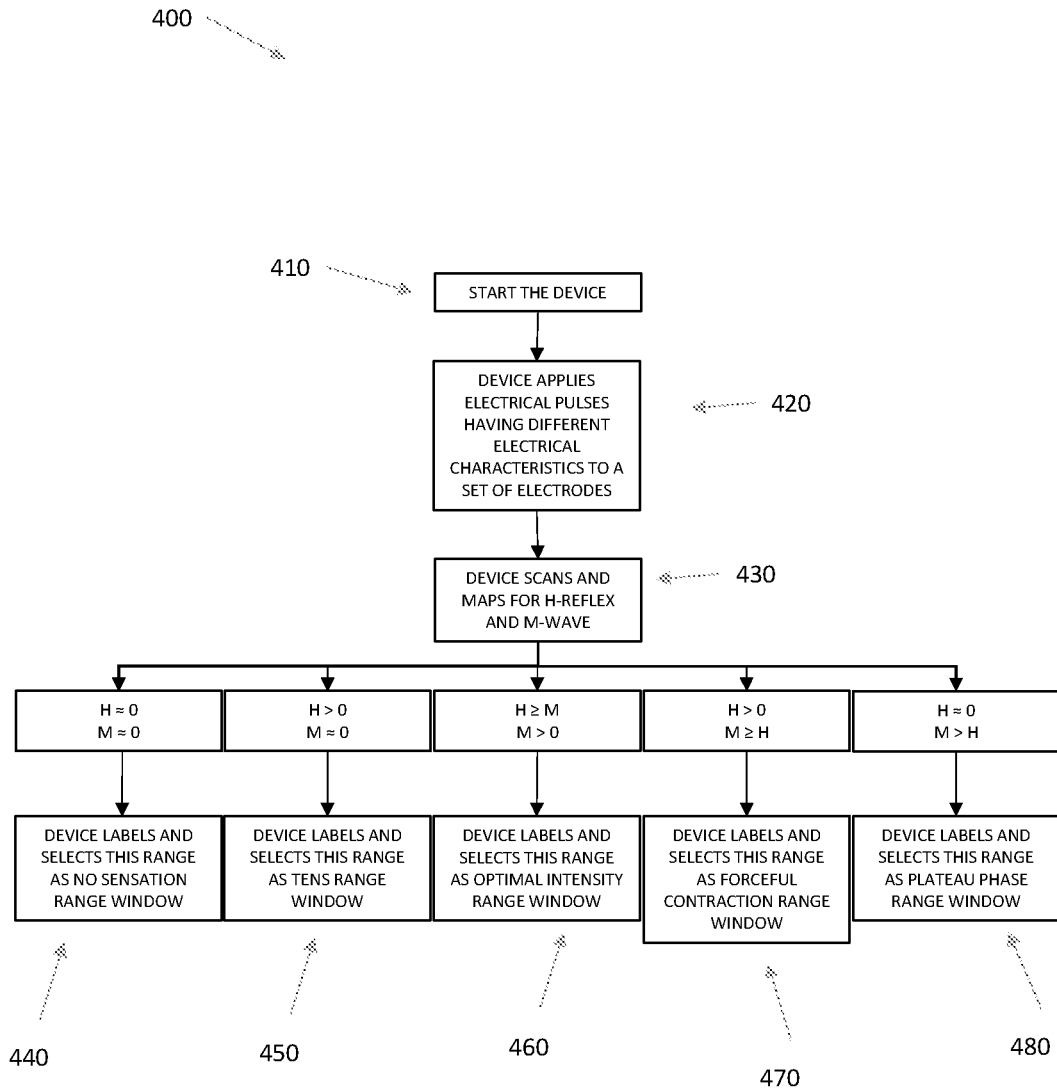 400
410
START THE DEVICE
DEVICE APPLIES
ELECTRICAL PULSES
HAVING DIFFERENT
ELECTRICAL
CHARACTERISTICS TO A
SET OF ELECTRODES
420
DEVICE SCANS AND
MAPS FOR H-REFLEX
AND M-WAVE
430
H ≈ 0
M ≈ 0
H > 0
M ≈ 0
H ≥ M
M > 0
H > 0
M ≥ H
H ≈ 0
M > H
DEVICE LABELS AND
SELECTS THIS RANGE
AS NO SENSATION
RANGE WINDOW
DEVICE LABELS AND
SELECTS THIS RANGE
AS TENS RANGE
WINDOW
DEVICE LABELS AND
SELECTS THIS RANGE
AS OPTIMAL INTENSITY
RANGE WINDOW
DEVICE LABELS AND
SELECTS THIS RANGE
AS FORCEFUL
CONTRACTION RANGE
WINDOW
DEVICE LABELS AND
SELECTS THIS RANGE
AS PLATEAU PHASE
RANGE WINDOW
440
450
460
470
480